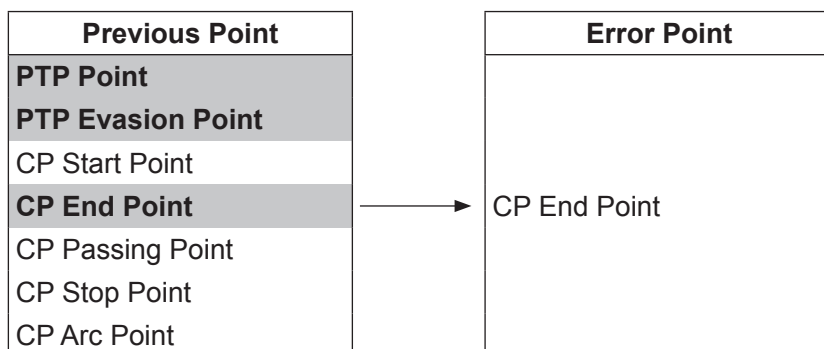 Previous Point
PTP Point
PTP Evasion Point
CP Start Point
CP End Point
CP Passing Point
CP Stop Point
CP Arc Point
Error Point
CP End Point